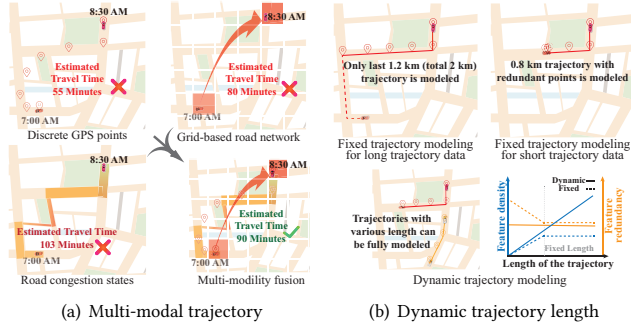 8:30 AM
Estimated
Travel Time
55 Minutes
7:00 AM
Discrete GPS points
8:30 AM
Estimated
Travel Time
80 Minutes
7:00 AM
Grid-based road network
8:30 AM
Estimated Travel Time
103 Minutes
7:00 AM
Road congestion states
8:30 AM
Estimated
Travel Time
90 Minutes
7:00 AM
Multi-modility fusion
(a) Multi-modal trajectory
Only last 1.2 km (total 2 km)
trajectory is modeled
Fixed trajectory modeling
for long trajectory data
0.8 km trajectory with
redundant points is modeled
Fixed trajectory modeling
for short trajectory data
Trajectories with
various length can
be fully modeled
Dynamic
Fixed
Feature density
Feature
redundancy
Fixed Length
Length of the trajectory
Dynamic trajectory modeling
(b) Dynamic trajectory length